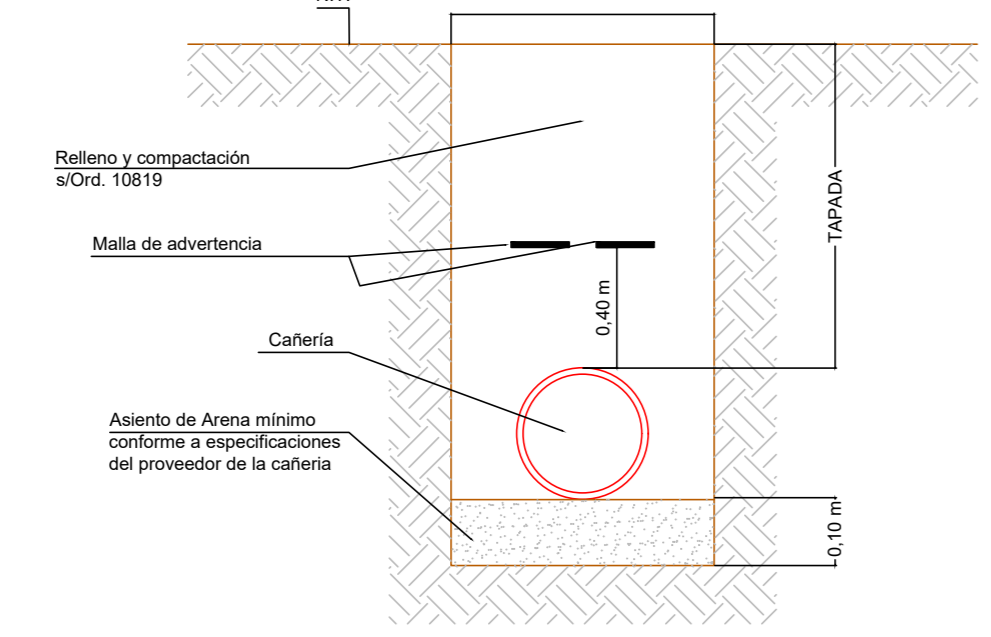 Relleno y compactación
s/Ord. 10819
TAPADA
Malla de advertencia
0,40 m
Cañería
Asiento de Arena mínimo
conforme a especificaciones
del proveedor de la cañeria
0,10 m